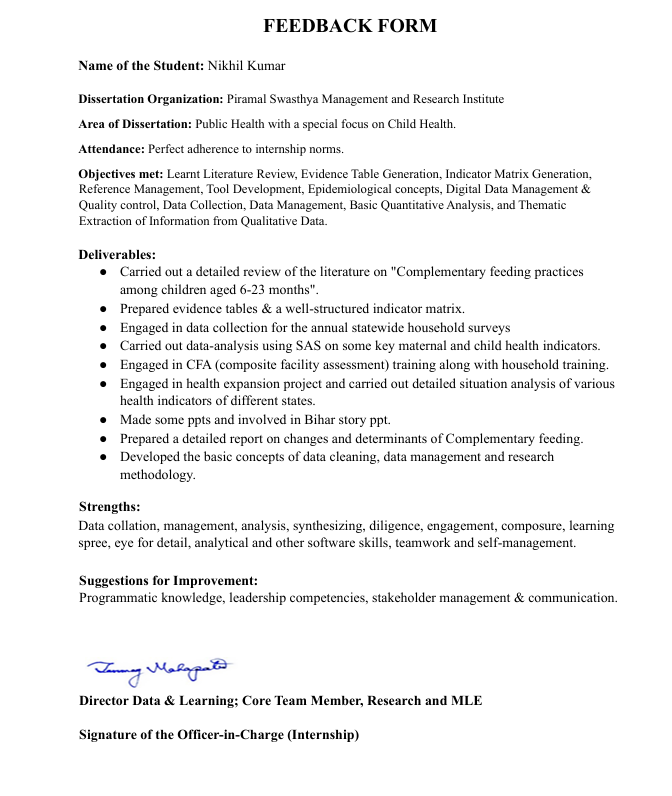 FEEDBACK FORM
Name of the Student: Nikhil Kumar
Dissertation Organization: Piramal Swasthya Management and Research Institute
Area of Dissertation: Public Health with a special focus on Child Health.
Attendance: Perfect adherence to internship norms.
Objectives met: Learnt Literature Review, Evidence Table Generation, Indicator Matrix Generation,
Reference Management, Tool Development, Epidemiological concepts, Digital Data Management &
Quality control, Data Collection, Data Management, Basic Quantitative Analysis, and Thematic
Extraction of Information from Qualitative Data.
Deliverables:
● Carried out a detailed review of the literature on "Complementary feeding practices
among children aged 6-23 months".
● Prepared evidence tables & a well-structured indicator matrix.
● Engaged in data collection for the annual statewide household surveys
● Carried out data-analysis using SAS on some key maternal and child health indicators.
● Engaged in CFA (composite facility assessment) training along with household training.
● Engaged in health expansion project and carried out detailed situation analysis of various
health indicators of different states.
● Made some ppts and involved in Bihar story ppt.
● Prepared a detailed report on changes and determinants of Complementary feeding.
● Developed the basic concepts of data cleaning, data management and research
methodology.
Strengths:
Data collation, management, analysis, synthesizing, diligence, engagement, composure, learning
spree, eye for detail, analytical and other software skills, teamwork and self-management.
Suggestions for Improvement:
Programmatic knowledge, leadership competencies, stakeholder management & communication.
Director Data & Learning; Core Team Member, Research and MLE
Signature of the Officer-in-Charge (Internship)